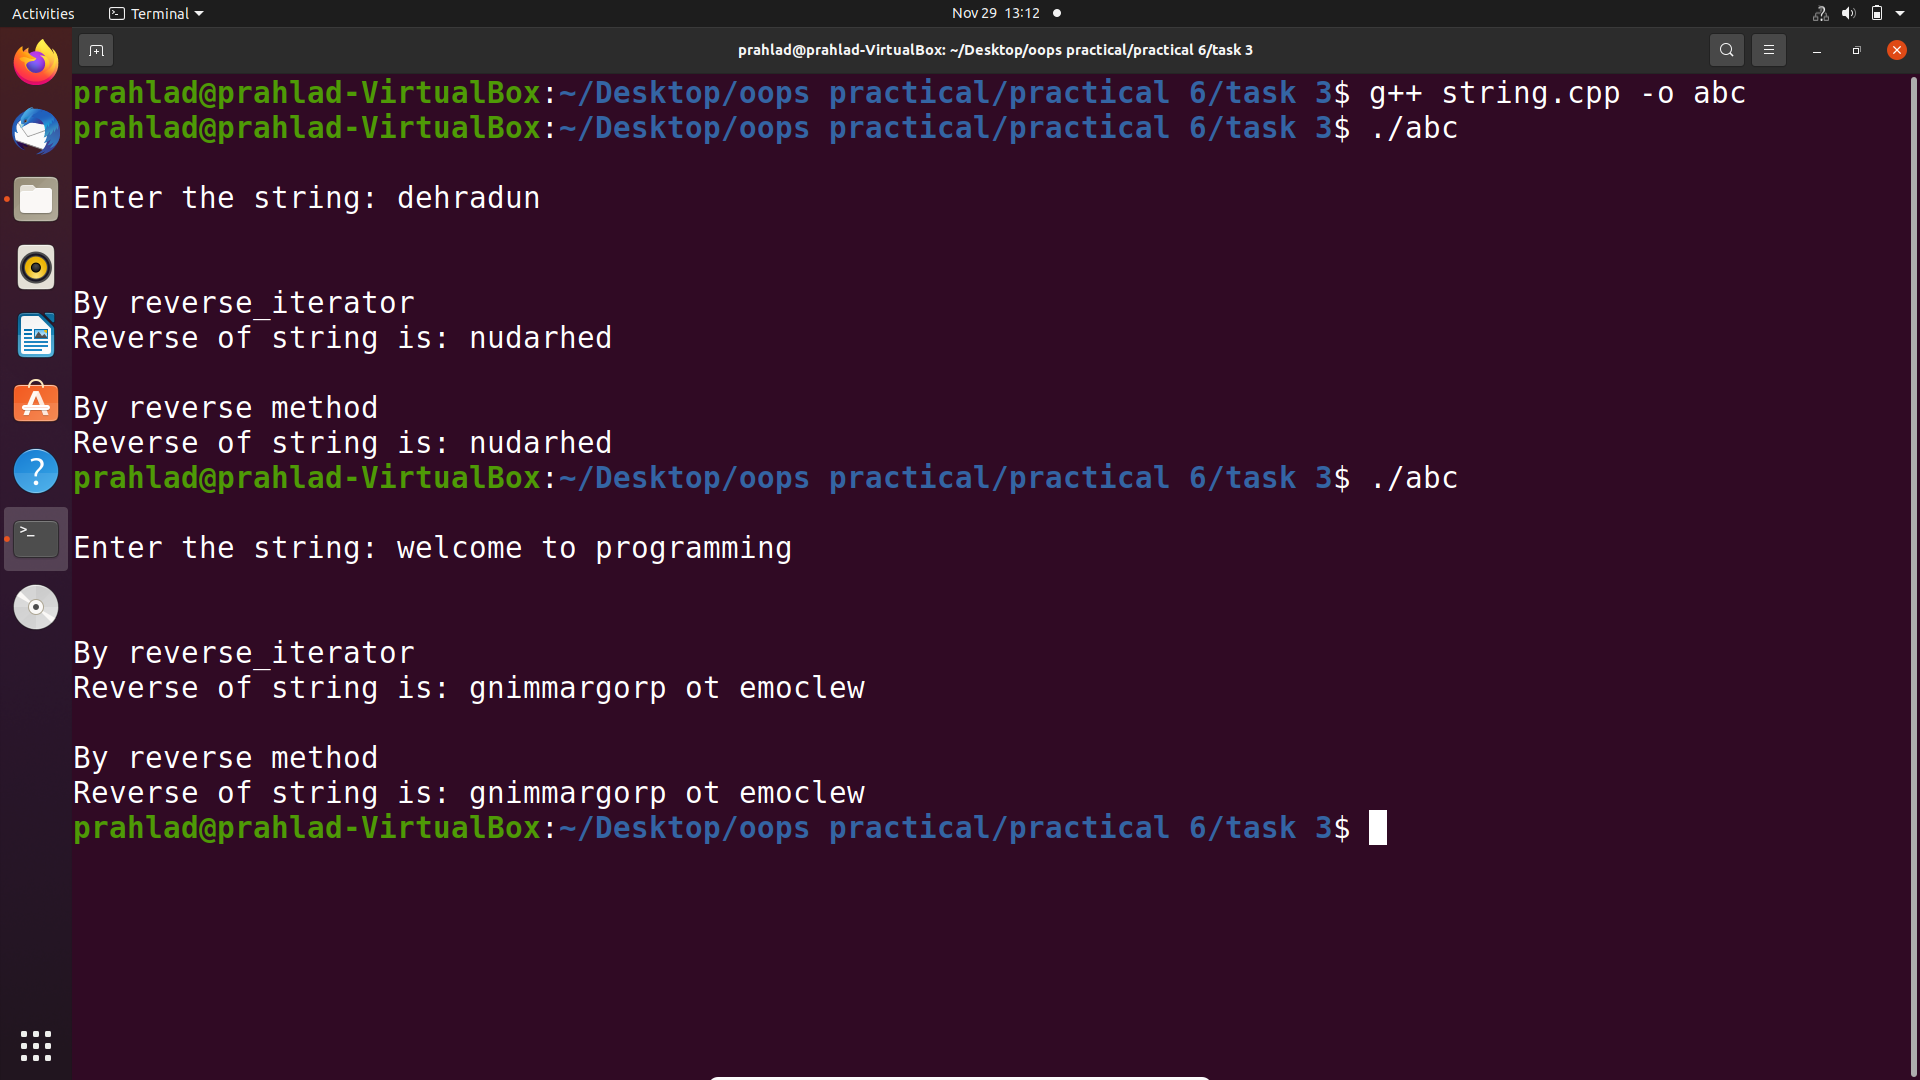 Activities
Terminal
Nov 29 13:12
prahlad@prahlad-VirtualBox: ~/Desktop/oops practical/practical 6/task 3
prahlad@prahlad-VirtualBox:~/Desktop/oops practical/practical 6/task 3$ g++ string.cpp -o abc
prahlad@prahlad-VirtualBox:~/Desktop/oops practical/practical 6/task 3$ ./abc
Enter the string: dehradun
By reverse_iterator
Reverse of string is: nudarhed
By reverse method
Reverse of string is: nudarhed
prahlad@prahlad-VirtualBox:~/Desktop/oops practical/practical 6/task 3$ ./abc
Enter the string: welcome to programming
By reverse_iterator
Reverse of string is: gnimmargorp ot emoclew
By reverse method
Reverse of string is: gnimmargorp ot emoclew
prahlad@prahlad-VirtualBox:~/Desktop/oops practical/practical 6/task 3$